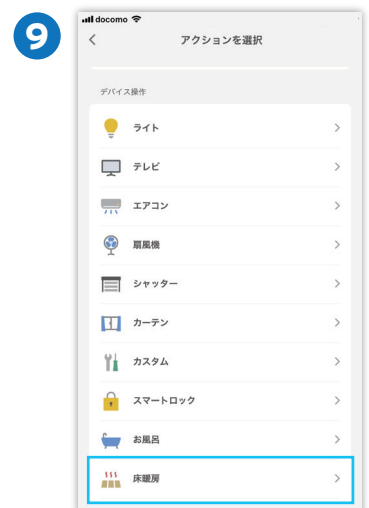 9
docomo
アクションを選択
デバイス操作
ライト
テレビ
エアコン
扇風機
シャッター
カーテン
カスタム
スマートロック
お風呂
床暖房